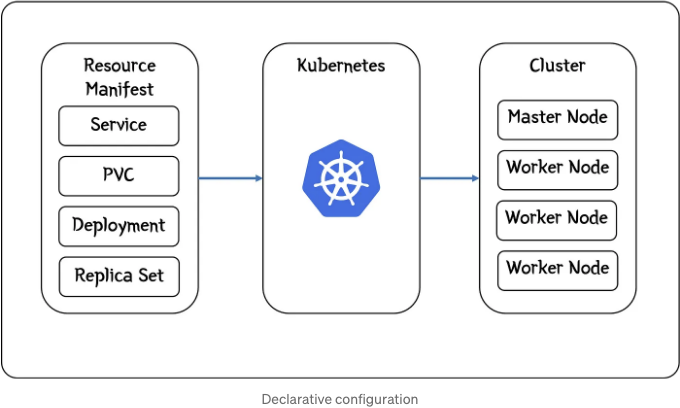 Resource
Manifest
Service
PVC
Deployment
Replica Set
Kubernetes
Cluster
Master Node
Worker Node
Worker Node
Worker Node
Declarative configuration